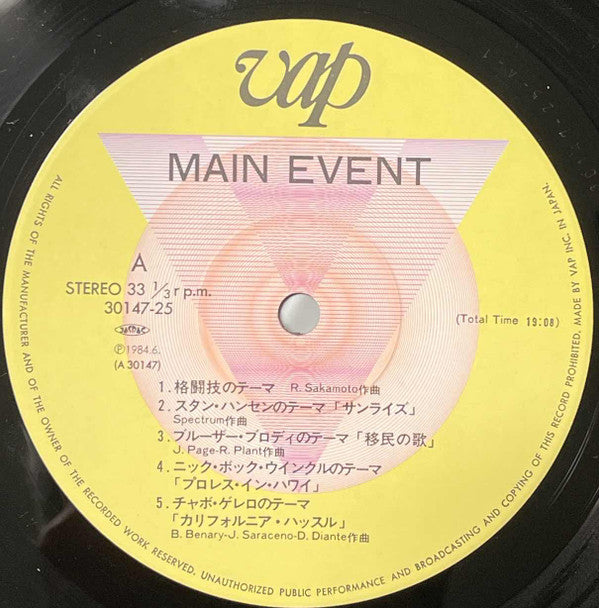 vap
MAIN EVENT
A
STEREO 33 1/3 r p.m.
30147-25
JASRAC
Ⓟ1984.6.
(A 30147)
(Total Time 19:08)
1. 格闘技のテーマ R. Sakamoto作曲
2. スタン・ハンセンのテーマ「サンライズ」
Spectrum作曲
3. ブルーザー・ブロディのテーマ「移民の歌」
J. Page-R. Plant作曲
4. ニック・ボック・ウインクルのテーマ
「プロレス・イン・ハワイ」
5. チャボ・ゲレロのテーマ
「カリフォルニア・ハッスル」
B. Benary-J. Saraceno-D. Diante作曲
ALL RIGHTS OF THE MANUFACTURER AND OF THE OWNER OF THE RECORDED WORK RESERVED. UNAUTHORIZED PUBLIC PERFORMANCE AND BROADCASTING AND COPYING OF THIS RECORD PROHIBITED. MADE BY VAP INC. IN JAPAN.